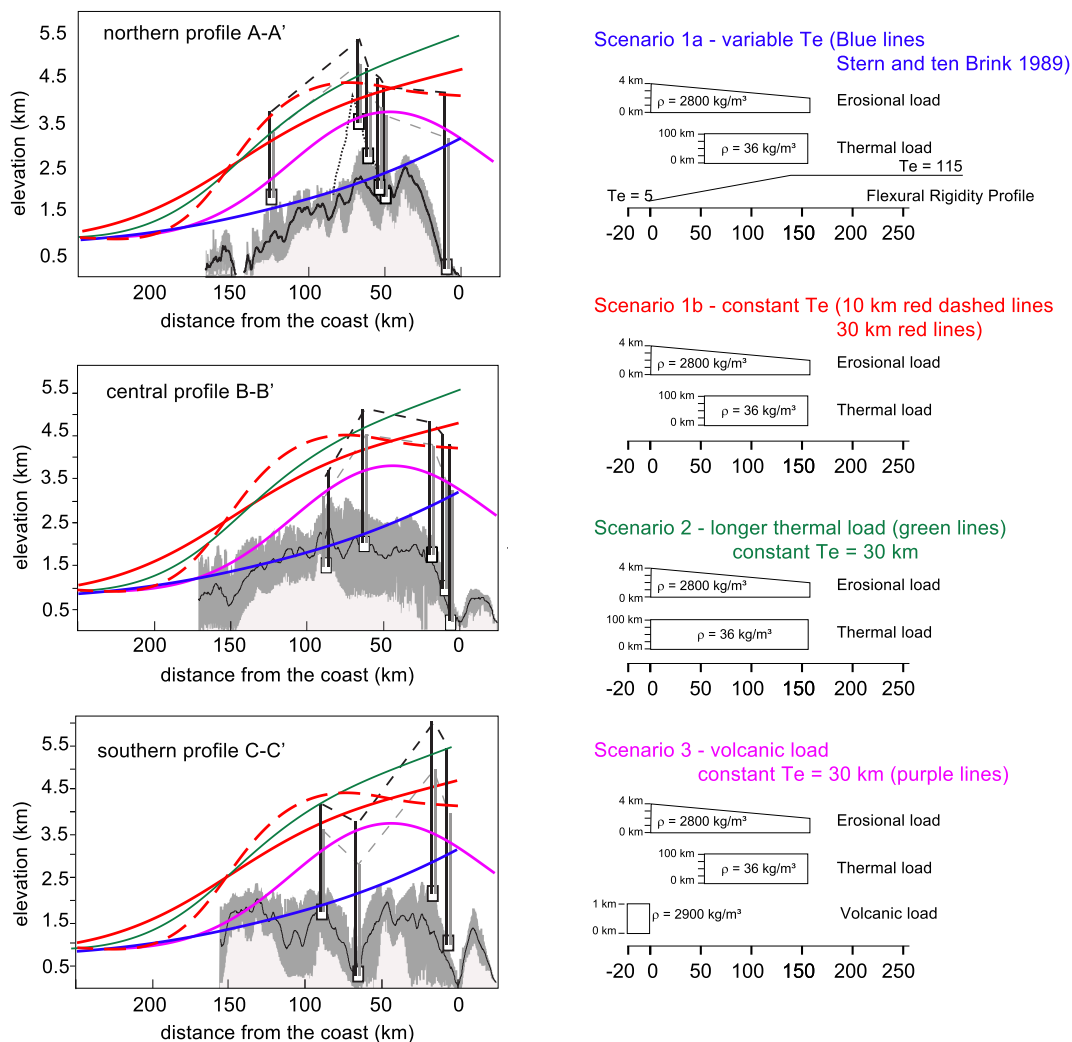 northern profile A-A’
5.5
4.5
3.5
2.5
1.5
0.5
elevation (km)
200 150 100 50 0
distance from the coast (km)
central profile B-B’
5.5
4.5
3.5
2.5
1.5
0.5
elevation (km)
200 150 100 50 0
distance from the coast (km)
southern profile C-C’
5.5
4.5
3.5
2.5
1.5
0.5
elevation (km)
200 150 100 50 0
distance from the coast (km)
Scenario 1a - variable Te (Blue lines
Stern and ten Brink 1989)
4 km
0 km
ρ = 2800 kg/m³
Erosional load
100 km
0 km
ρ = 36 kg/m³
Thermal load
Te = 115
Te = 5
Flexural Rigidity Profile
-20 0 50 100 150 200 250
Scenario 1b - constant Te (10 km red dashed lines
30 km red lines)
4 km
0 km
ρ = 2800 kg/m³
Erosional load
100 km
0 km
ρ = 36 kg/m³
Thermal load
-20 0 50 100 150 200 250
Scenario 2 - longer thermal load (green lines)
constant Te = 30 km
4 km
0 km
ρ = 2800 kg/m³
Erosional load
100 km
0 km
ρ = 36 kg/m³
Thermal load
-20 0 50 100 150 200 250
Scenario 3 - volcanic load
constant Te = 30 km (purple lines)
4 km
0 km
ρ = 2800 kg/m³
Erosional load
100 km
0 km
ρ = 36 kg/m³
Thermal load
1 km
0 km
ρ = 2900 kg/m³
Volcanic load
-20 0 50 100 150 200 250